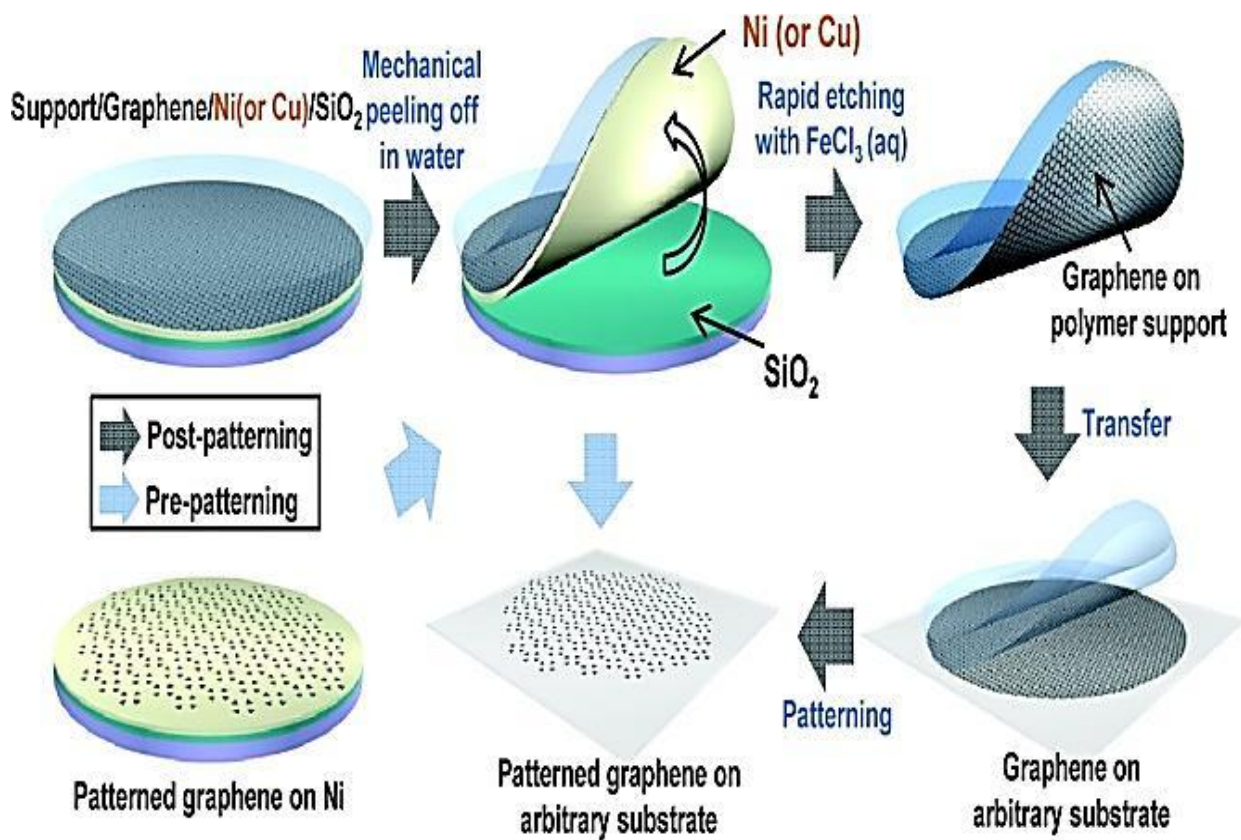 Support/Graphene/Ni(or Cu)/SiO₂
Mechanical
peeling off
in water
Ni (or Cu)
Rapid etching
with FeCl₃ (aq)
Graphene on
polymer support
SiO₂
Post-patterning
Pre-patterning
Transfer
Patterning
Patterned graphene on Ni
Patterned graphene on
arbitrary substrate
Graphene on
arbitrary substrate